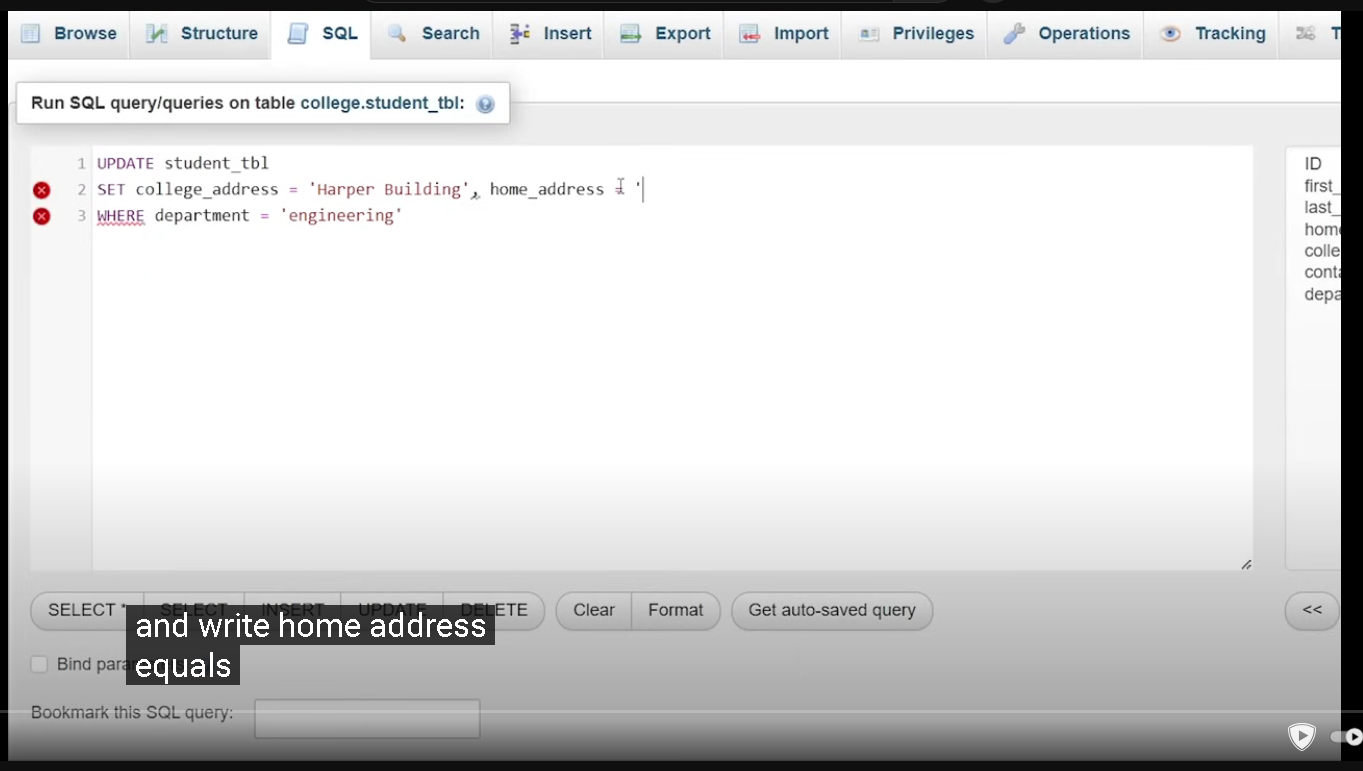 Browse Structure SQL Search Insert Export Import Privileges Operations Tracking T
Run SQL query/queries on table college.student_tbl:
1 UPDATE student_tbl
2 SET college_address = 'Harper Building', home_address = '
3 WHERE department = 'engineering'
ID
first_
last_
home
colle
conta
depa
SELECT * SELECT INSERT UPDATE DELETE Clear Format Get auto-saved query <<
and write home address
equals
Bind para
Bookmark this SQL query: